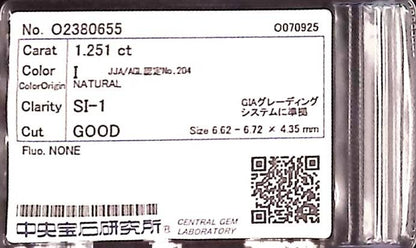 No. O2380655 O070925
Carat 1.251 ct
Color I JJA/AGL認定No.204
ColorOrigin NATURAL
Clarity SI-1 GIAグレーディング
システムに準拠
Cut GOOD Size 6.62 - 6.72 × 4.35 mm
Fluo. NONE
中央宝石研究所® CENTRAL GEM
LABORATORY